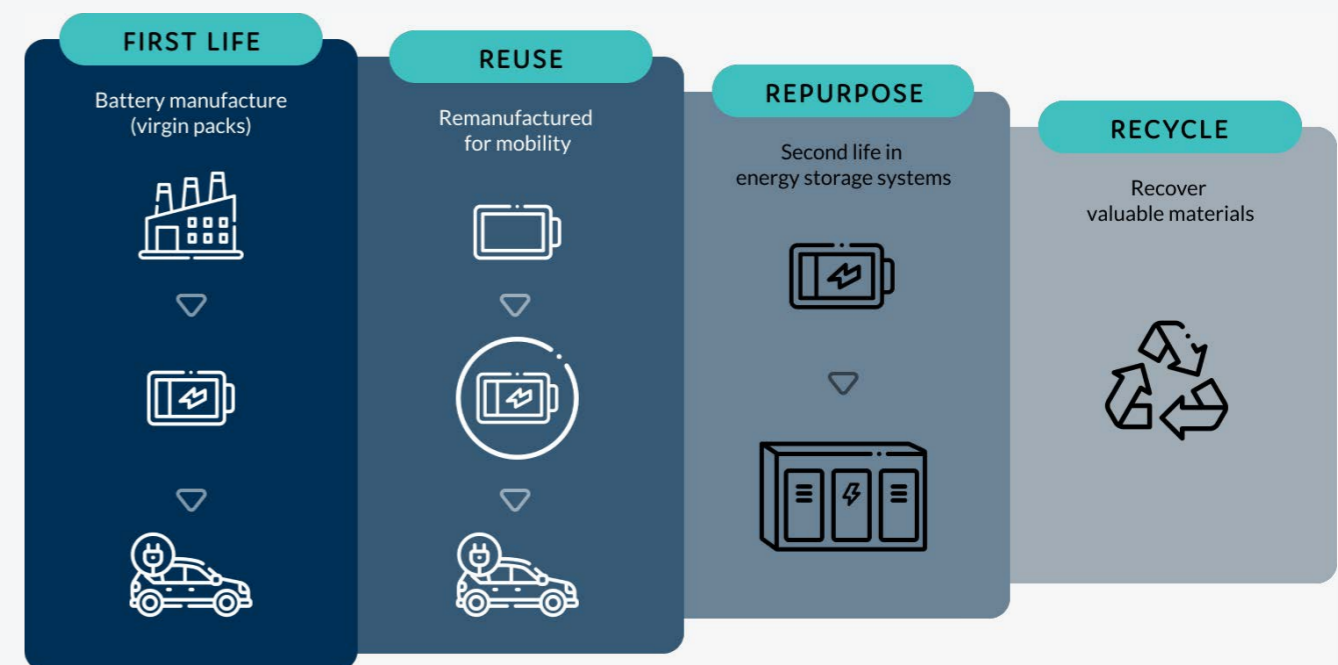 FIRST LIFE
Battery manufacture
(virgin packs)
REUSE
Remanufactured
for mobility
REPURPOSE
Second life in
energy storage systems
RECYCLE
Recover
valuable materials